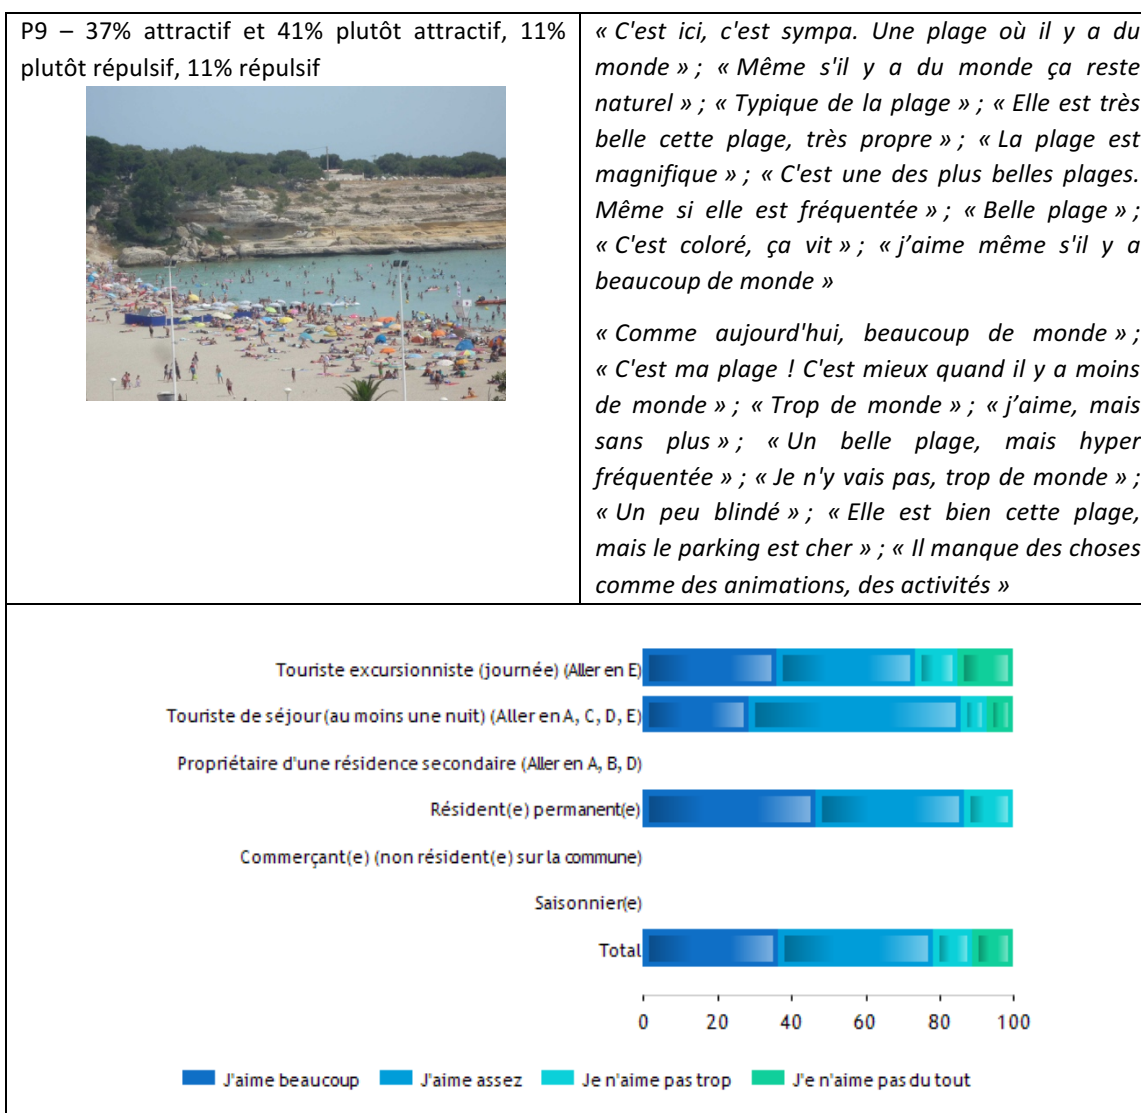 P9 – 37% attractif et 41% plutôt attractif, 11%
plutôt répulsif, 11% répulsif
« C'est ici, c'est sympa. Une plage où il y a du
monde » ; « Même s'il y a du monde ça reste
naturel » ; « Typique de la plage » ; « Elle est très
belle cette plage, très propre » ; « La plage est
magnifique » ; « C'est une des plus belles plages.
Même si elle est fréquentée » ; « Belle plage » ;
« C'est coloré, ça vit » ; « j’aime même s'il y a
beaucoup de monde »
« Comme aujourd'hui, beaucoup de monde » ;
« C'est ma plage ! C'est mieux quand il y a moins
de monde » ; « Trop de monde » ; « j’aime, mais
sans plus » ; « Un belle plage, mais hyper
fréquentée » ; « Je n'y vais pas, trop de monde » ;
« Un peu blindé » ; « Elle est bien cette plage,
mais le parking est cher » ; « Il manque des choses
comme des animations, des activités »
Touriste excursionniste (journée) (Aller en E)
Touriste de séjour (au moins une nuit) (Aller en A, C, D, E)
Propriétaire d'une résidence secondaire (Aller en A, B, D)
Résident(e) permanent(e)
Commerçant(e) (non résident(e) sur la commune)
Saisonnier(e)
Total
0 20 40 60 80 100
J'aime beaucoup J'aime assez Je n'aime pas trop J'e n'aime pas du tout